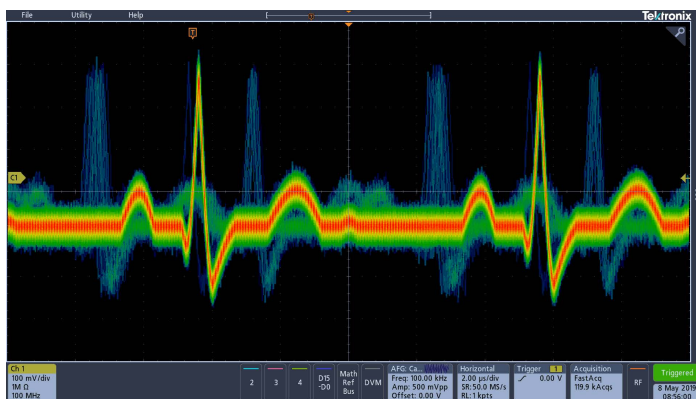 File Utility Help Tektronix
T
T
C1
Ch 1
100 mV/div
1M Ω
100 MHz
2
3
4
D15
-D0
Math
Ref
Bus
DVM
AFG: Ca...
Freq: 100.00 kHz
Amp: 500 mVpp
Offset: 0.00 V
Horizontal
2.00 µs/div
SR:50.0 MS/s
RL:1 kpts
Trigger 1
0.00 V
Acquisition
FastAcq
119.9 kAcqs
RF
Triggered
8 May 2019
08:56:00